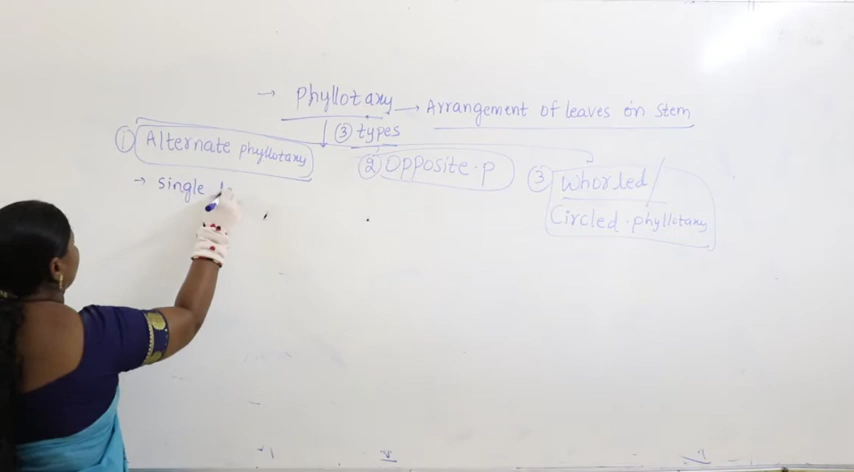 → Phyllotaxy → Arrangement of leaves on stem
③ types
① Alternate phyllotaxy
② Opposite.p
③ Whorled/
Circled.phyllotaxy
→ single